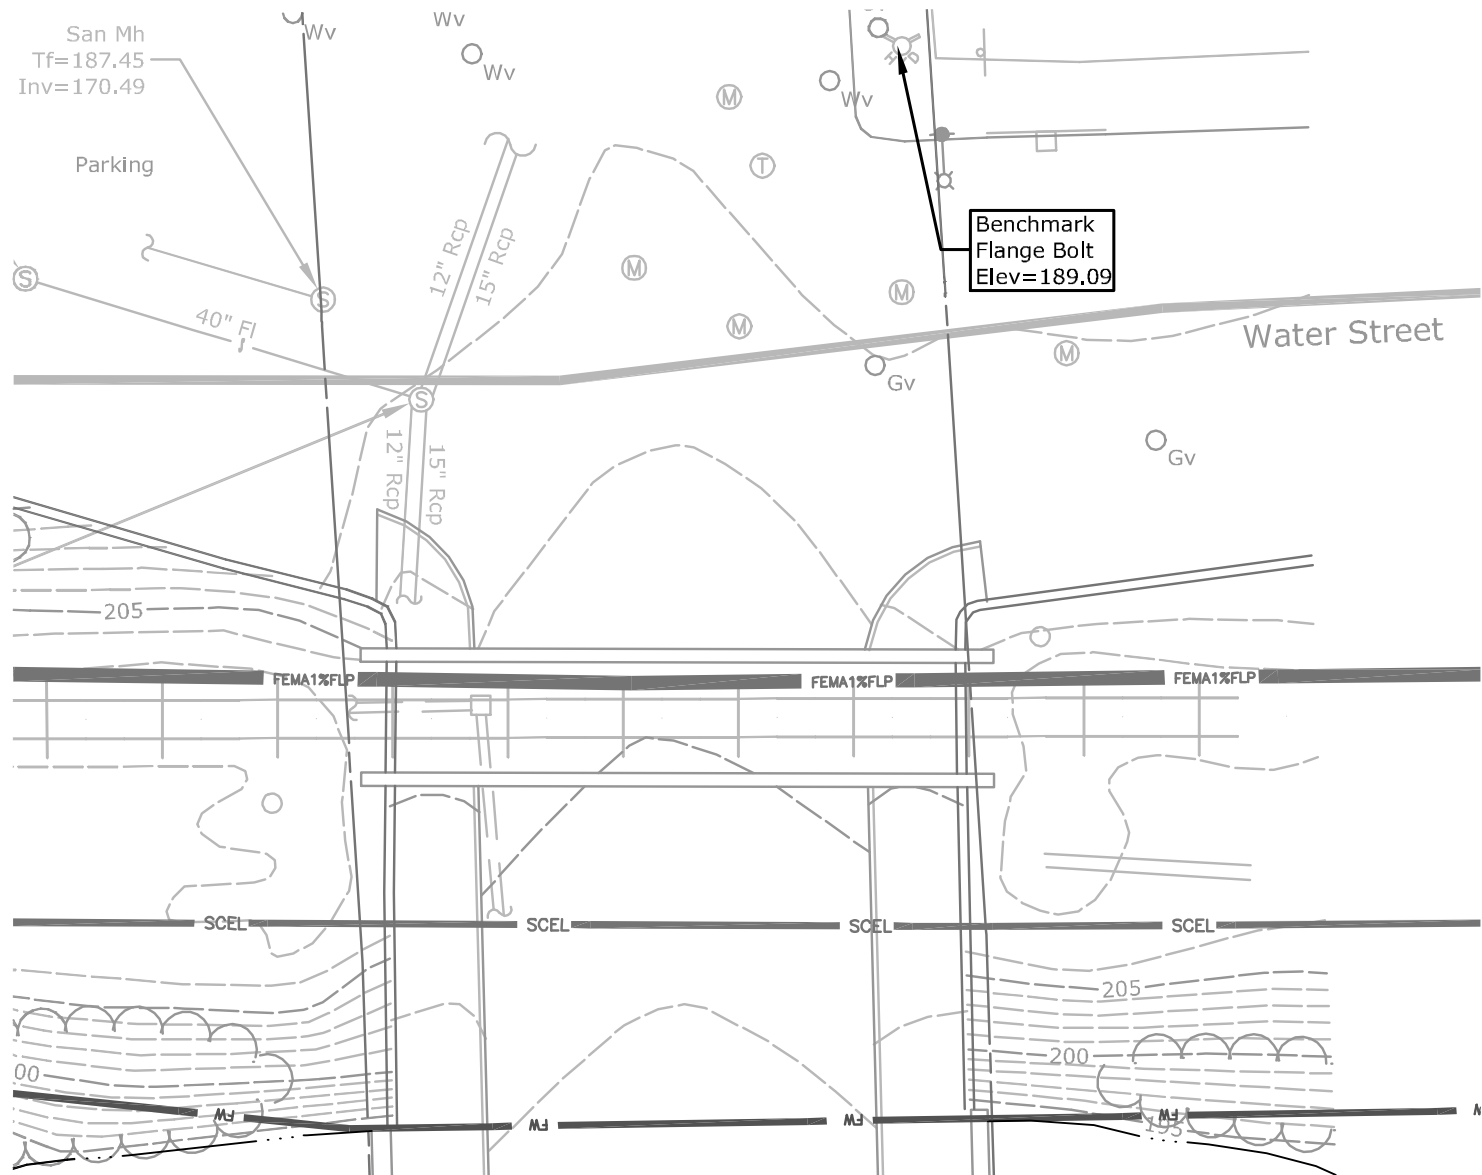 San Mh
Tf=187.45
Inv=170.49
Wv
Wv
Wv
Wv
M
Parking
T
12" Rcp
15" Rcp
Benchmark
Flange Bolt
Elev=189.09
S
S
M
M
M
40" Fl
Water Street
M
Gv
S
12" Rcp
15" Rcp
Gv
205
FEMA1%FLP
FEMA1%FLP
FEMA1%FLP
SCEL
SCEL
SCEL
SCEL
205
200
00
FW
FW
FW
FW
195